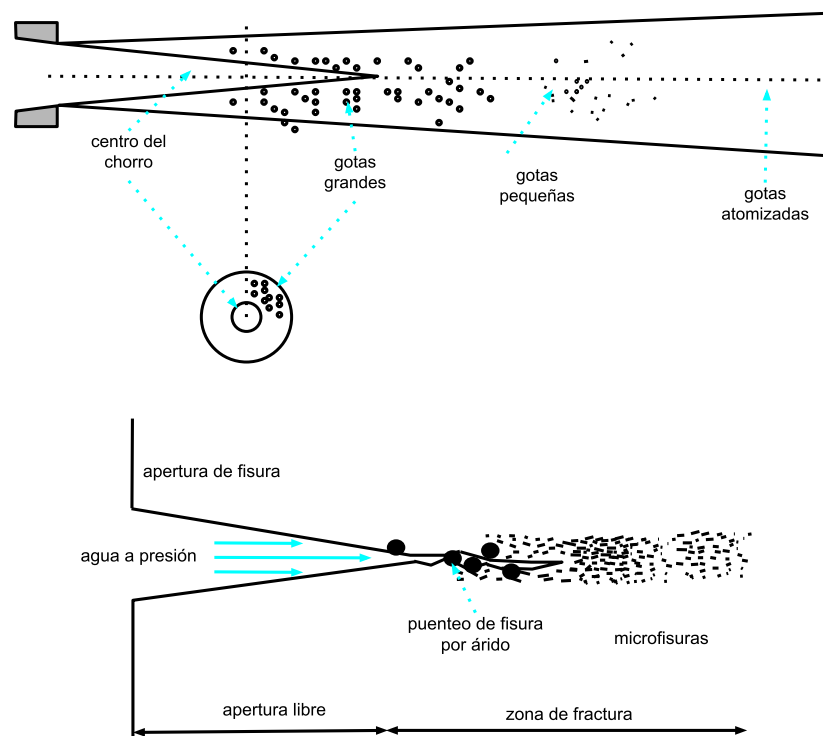 centro del
chorro
gotas
grandes
gotas
pequeñas
gotas
atomizadas
apertura de fisura
agua a presión
puenteo de fisura
por árido
microfisuras
apertura libre
zona de fractura